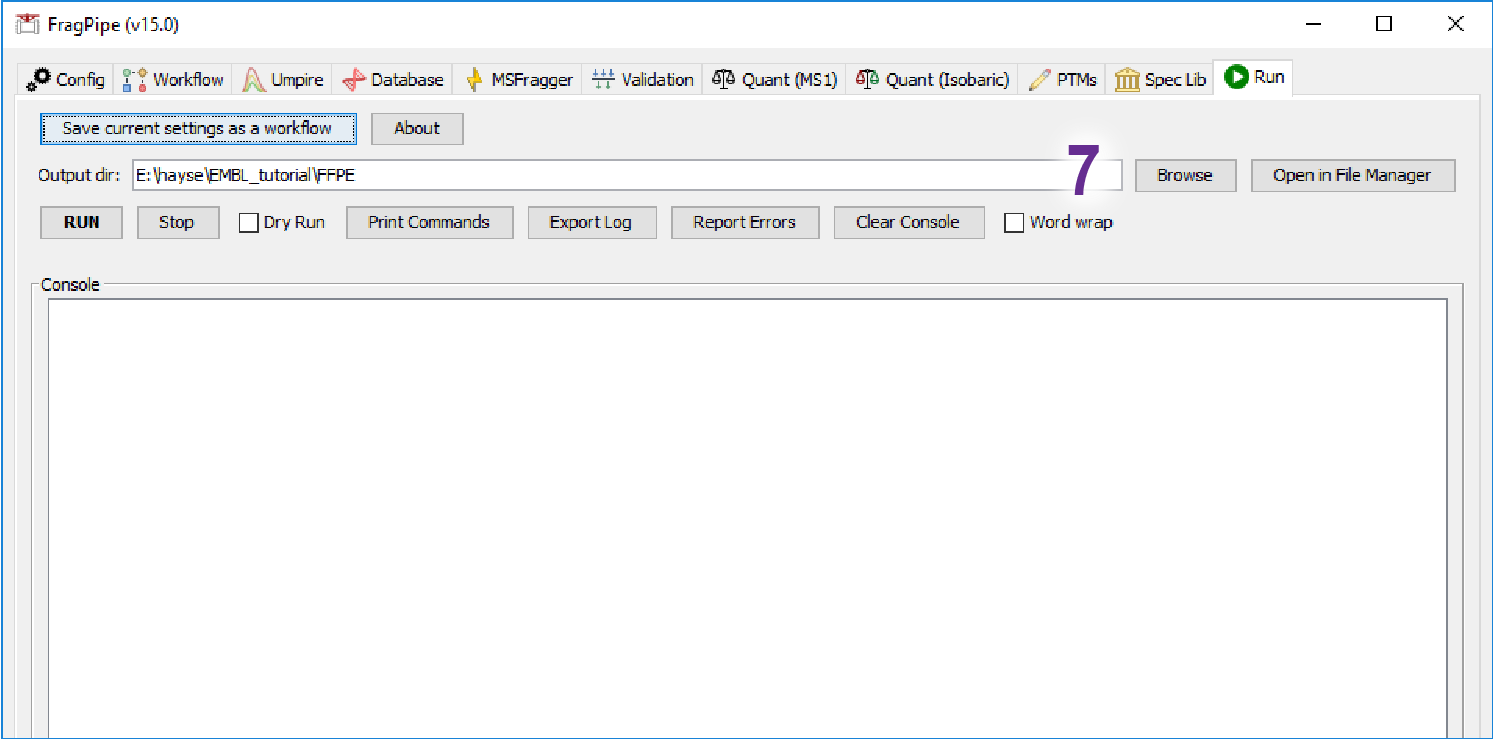 FragPipe (v15.0)
Config Workflow Umpire Database MSFragger Validation Quant (MS1) Quant (Isobaric) PTMs Spec Lib Run
Save current settings as a workflow About
7
Output dir: E:\hayse\EMBL_tutorial\FFPE Browse Open in File Manager
RUN Stop Dry Run Print Commands Export Log Report Errors Clear Console Word wrap
Console